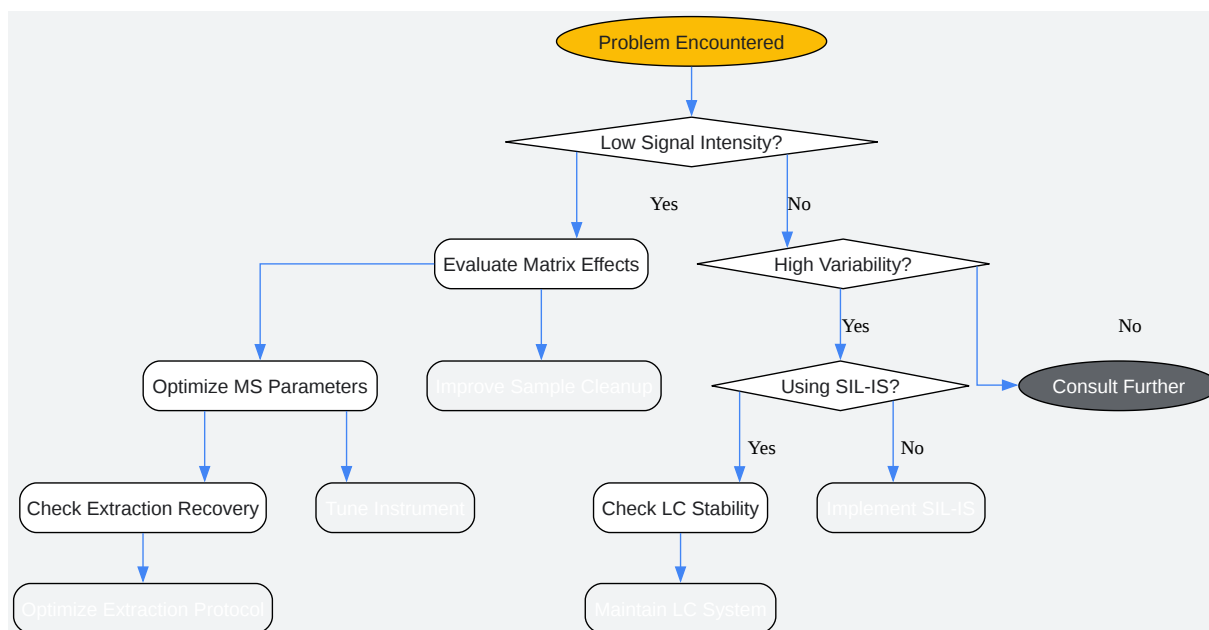 Problem Encountered
Low Signal Intensity?
Yes
No
Evaluate Matrix Effects
High Variability?
Yes
No
Optimize MS Parameters
Improve Sample Cleanup
Using SIL-IS?
Consult Further
Yes
No
Check Extraction Recovery
Tune Instrument
Check LC Stability
Implement SIL-IS
Optimize Extraction Protocol
Maintain LC System